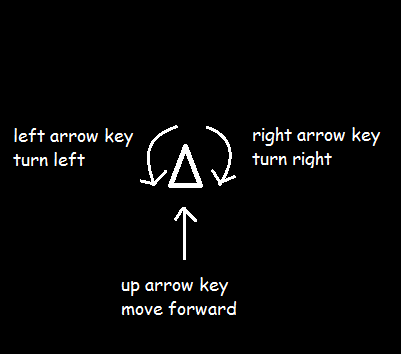 left arrow key
turn left
right arrow key
turn right
up arrow key
move forward